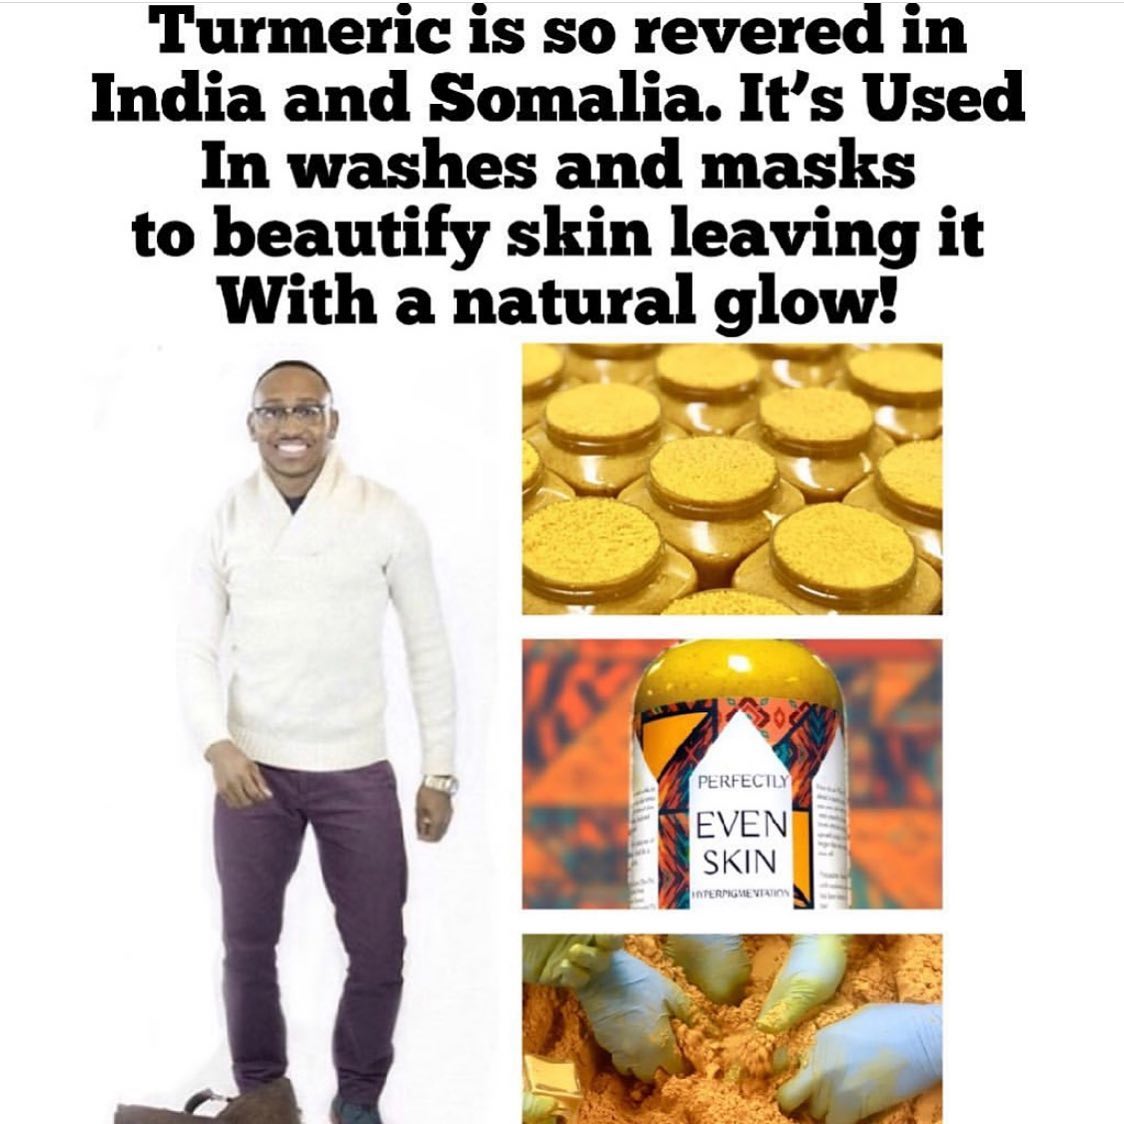 Turmeric is so revered in
India and Somalia. It's Used
In washes and masks
to beautify skin leaving it
With a natural glow!
PERFECTLY
EVEN
SKIN
HYPERPIGMENTATION